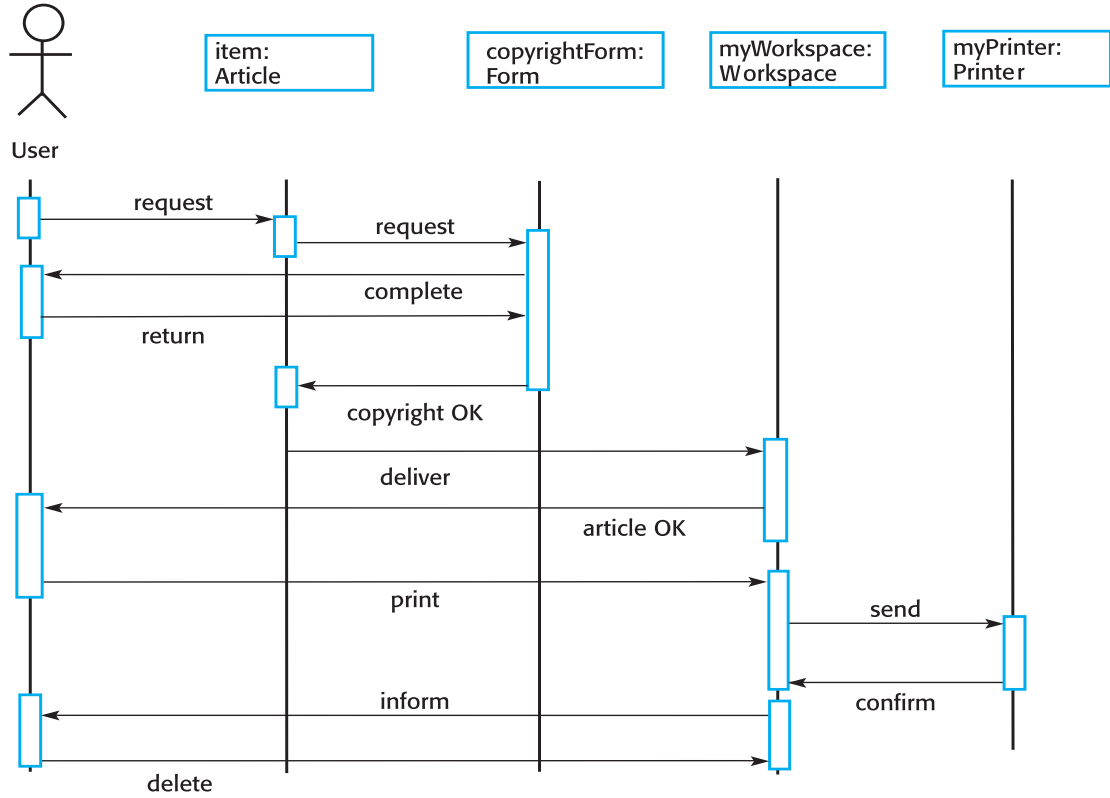 item:
Article
copyrightForm:
Form
myWorkspace:
Workspace
myPrinter:
Printer
User
request
request
complete
return
copyright OK
deliver
article OK
print
send
confirm
inform
delete